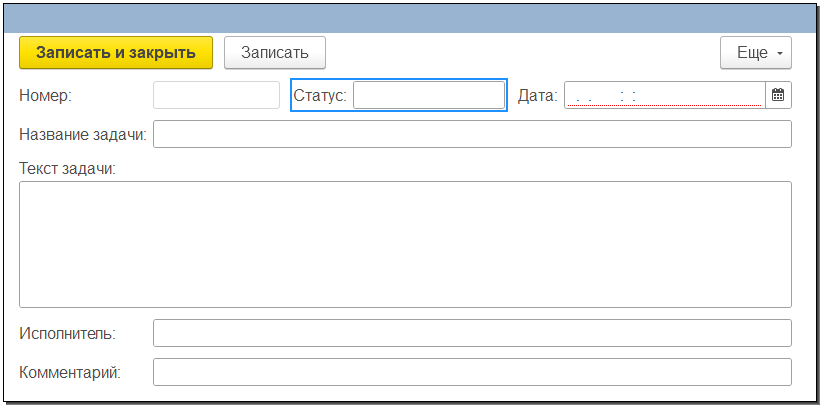 Записать и закрыть Записать Еще
Номер: Статус: Дата: . . : :
Название задачи:
Текст задачи:
Исполнитель:
Комментарий: